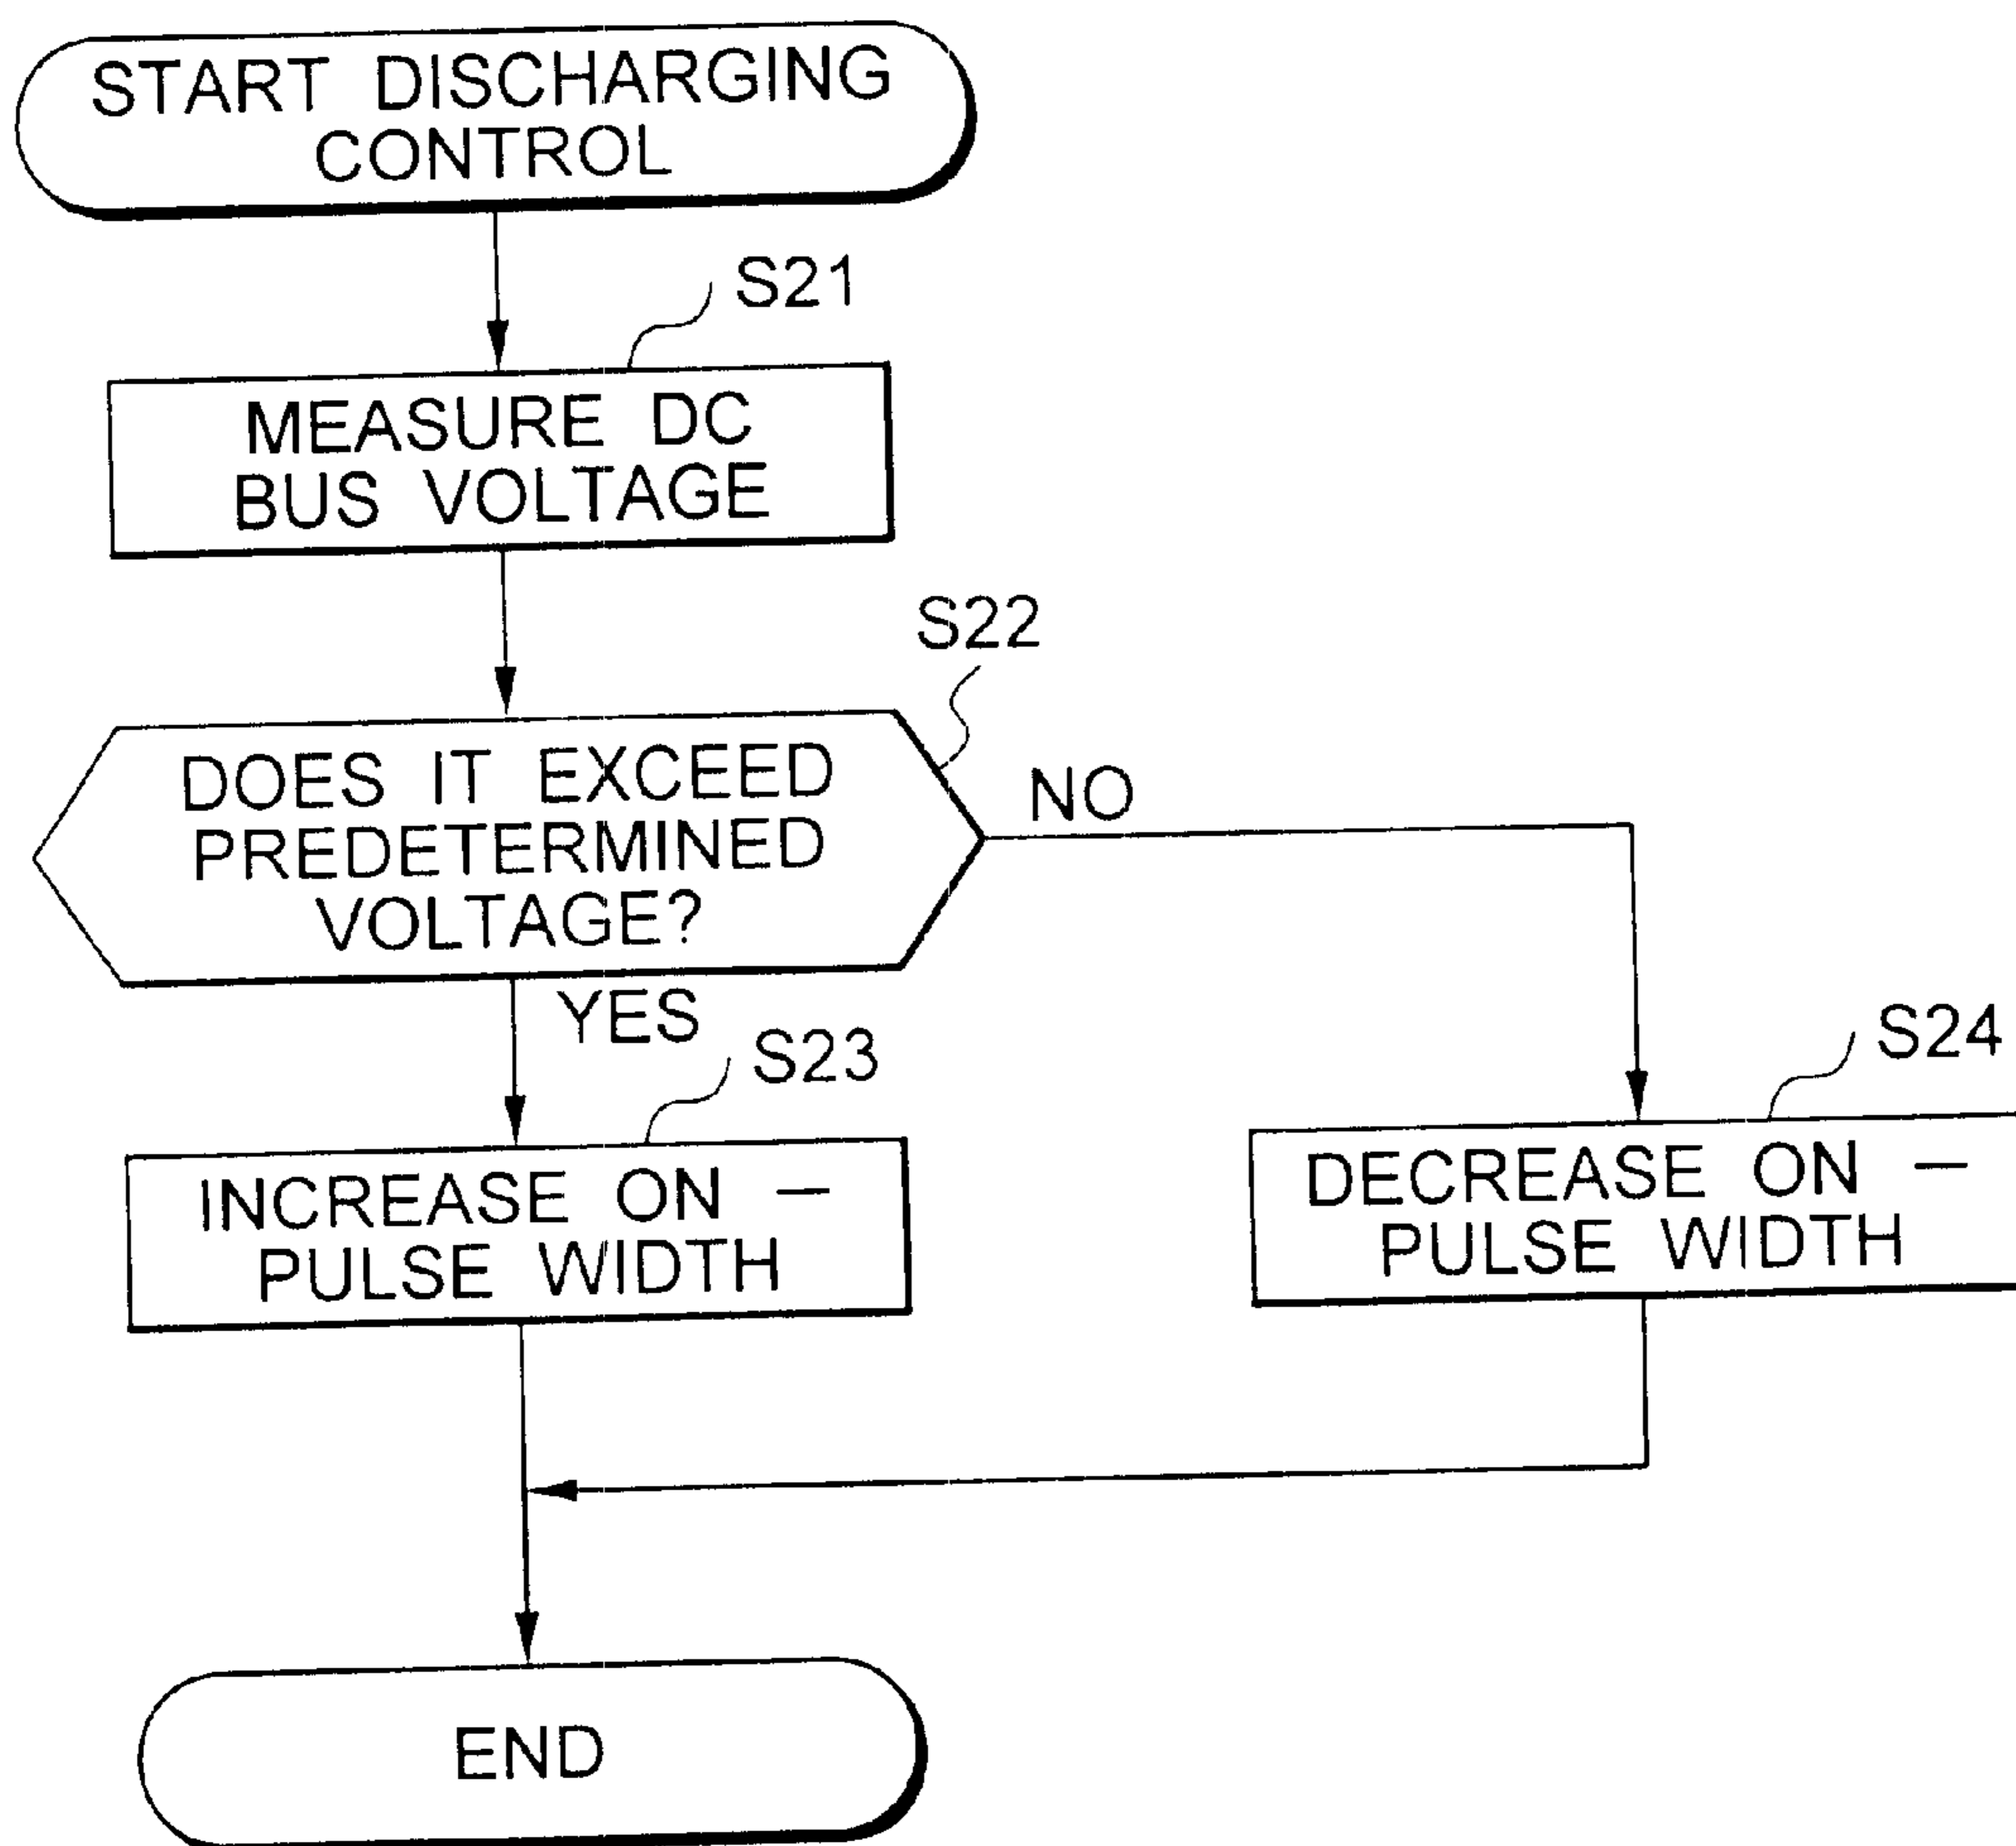 START DISCHARGING
CONTROL
S21
MEASURE DC
BUS VOLTAGE
S22
DOES IT EXCEED
PREDETERMINED
VOLTAGE?
NO
YES
S23
INCREASE ON —
PULSE WIDTH
S24
DECREASE ON —
PULSE WIDTH
END